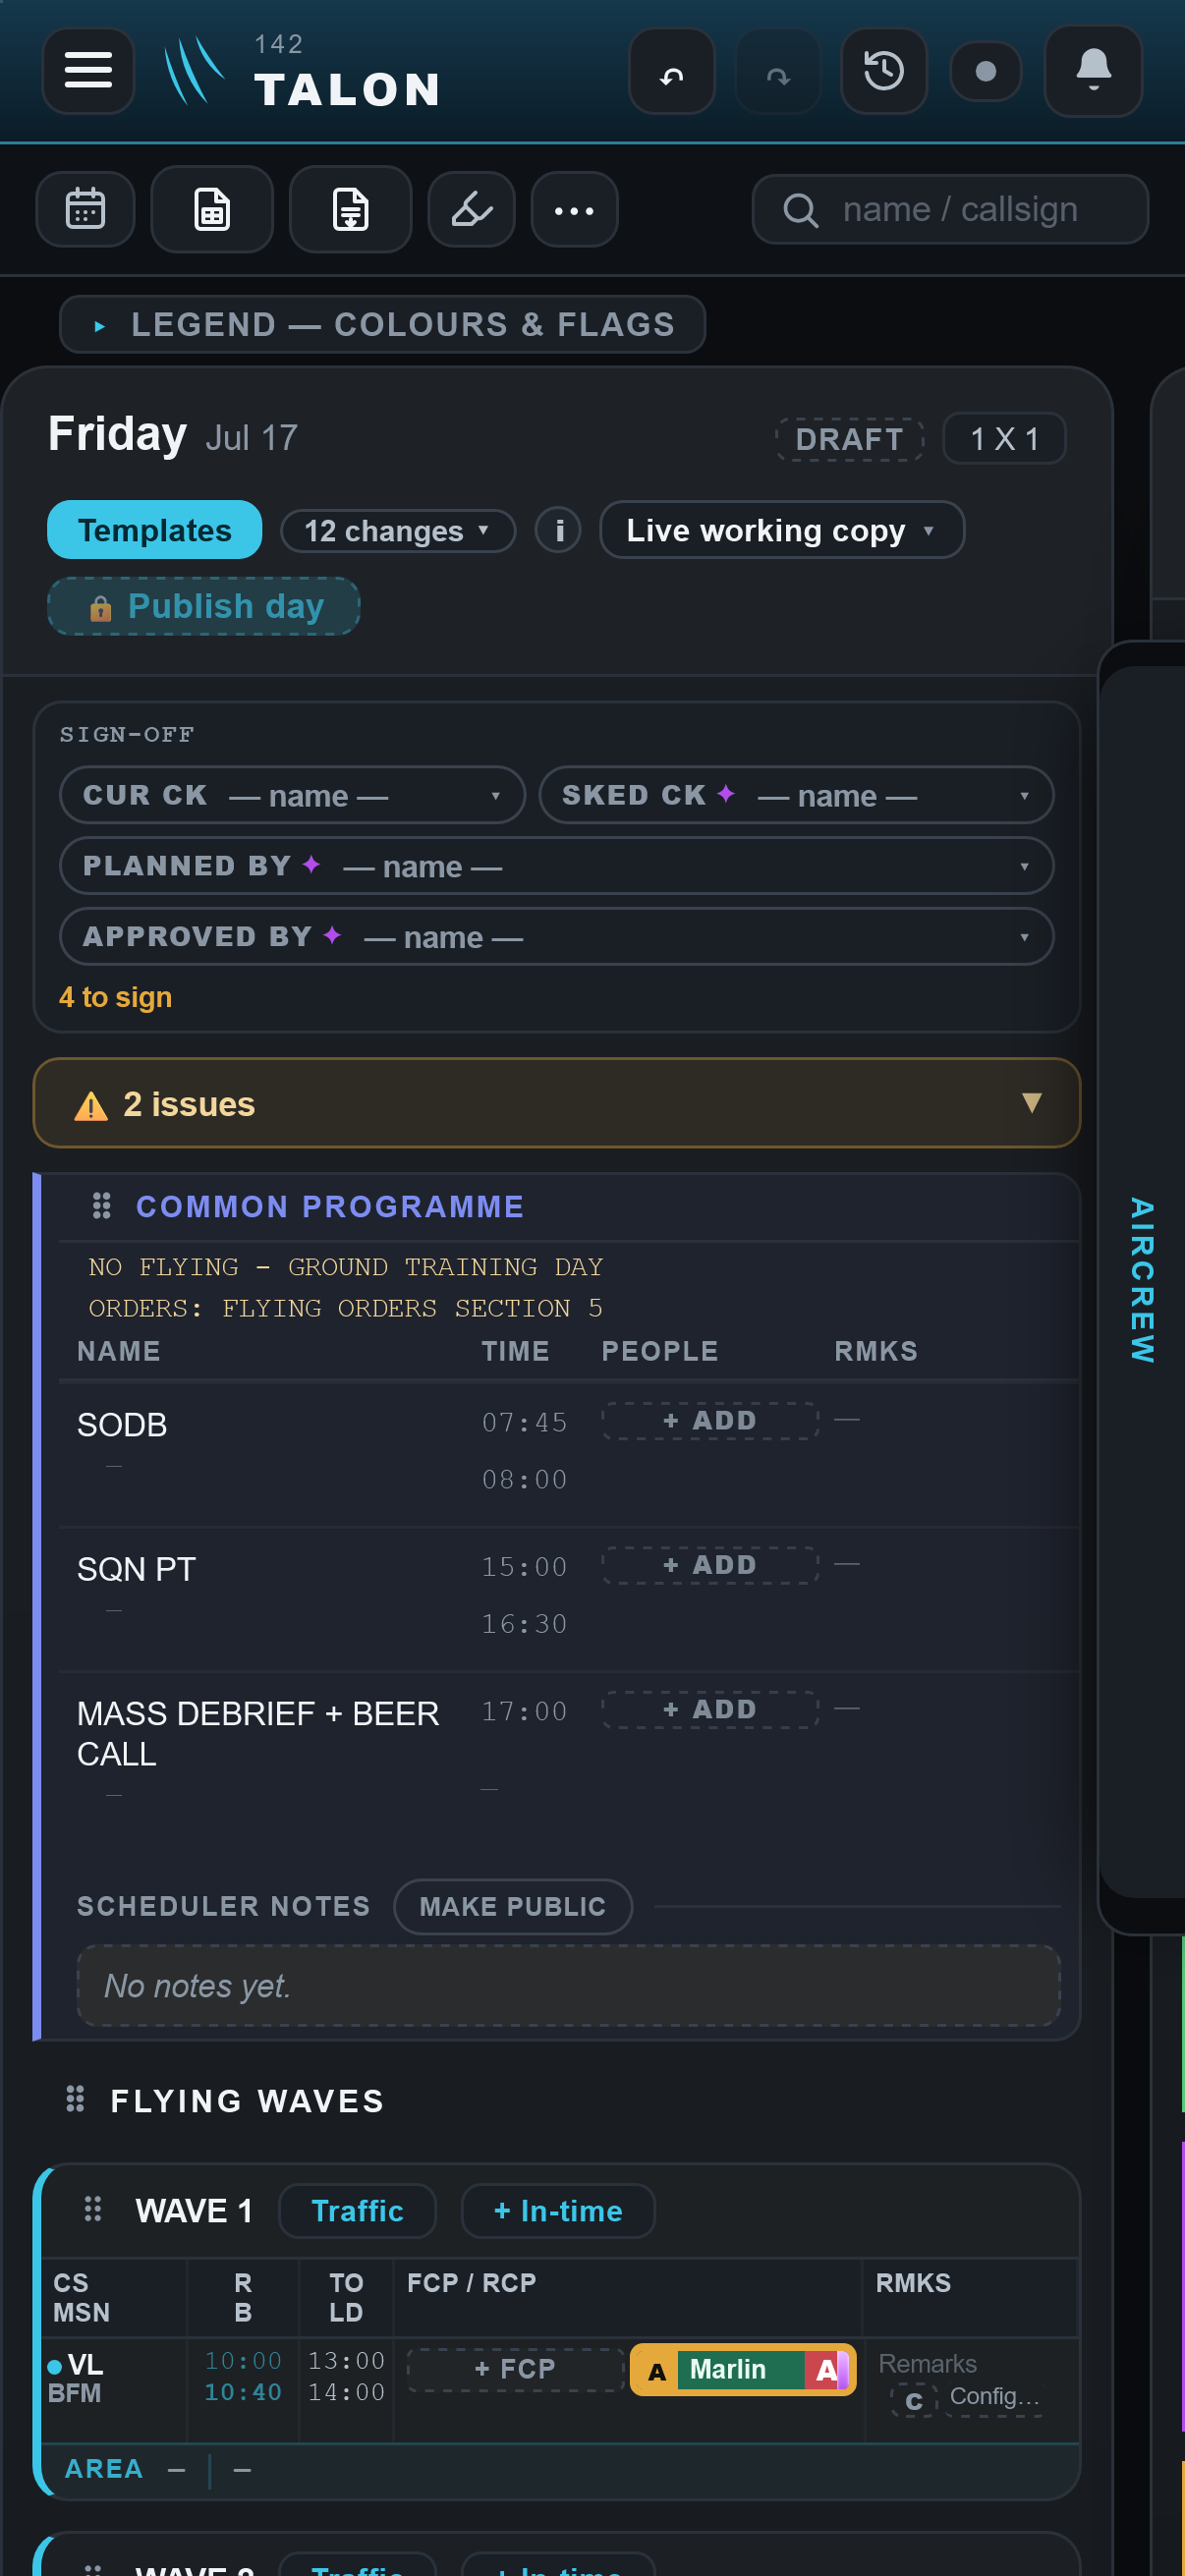 142
TALON
name / callsign
▸ LEGEND — COLOURS & FLAGS
Friday Jul 17 DRAFT 1 X 1
Templates 12 changes ▾ i Live working copy ▾
Publish day
SIGN-OFF
CUR CK — name — ▾ SKED CK ✦ — name — ▾
PLANNED BY ✦ — name — ▾
APPROVED BY ✦ — name — ▾
4 to sign
2 issues ▼
COMMON PROGRAMME
NO FLYING – GROUND TRAINING DAY
ORDERS: FLYING ORDERS SECTION 5
NAME TIME PEOPLE RMKS
SODB 07:45 + ADD —
— 08:00
SQN PT 15:00 + ADD —
— 16:30
MASS DEBRIEF + BEER 17:00 + ADD —
CALL
— —
SCHEDULER NOTES MAKE PUBLIC
No notes yet.
AIRCREW
FLYING WAVES
WAVE 1 Traffic + In-time
CS R TO FCP / RCP RMKS
MSN B LD
VL 10:00 13:00 + FCP A Marlin A Remarks
BFM 10:40 14:00 C Config...
AREA — | —
WAVE 2 Traffic + In-time